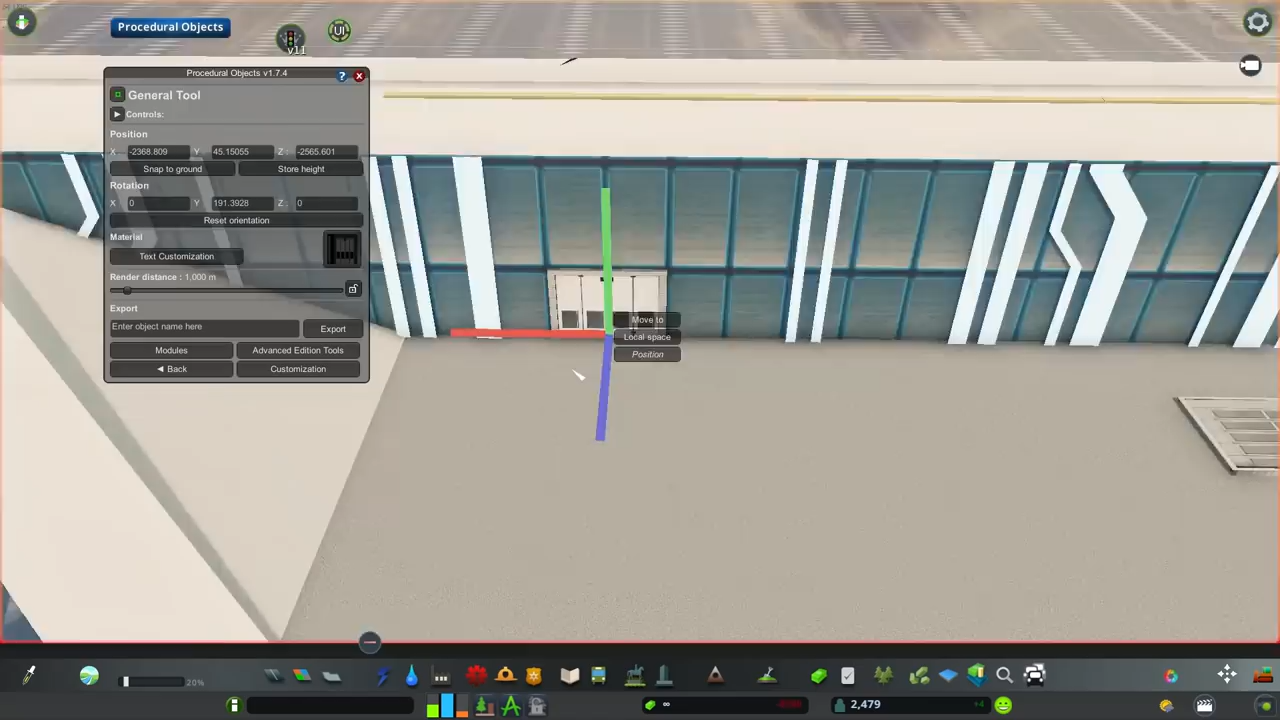 Procedural Objects
UI
v11
Procedural Objects v1.7.4
?
x
General Tool
Controls:
Position
X : -2368.809 Y : 45.15055 Z : -2565.601
Snap to ground Store height
Rotation
X : 0 Y : 191.3928 Z : 0
Reset orientation
Material
Text Customization
Render distance : 1,000 m
Export
Enter object name here Export
Modules Advanced Edition Tools
◄ Back Customization
Move to
Local space
Position
20%
∞
2,479
+4